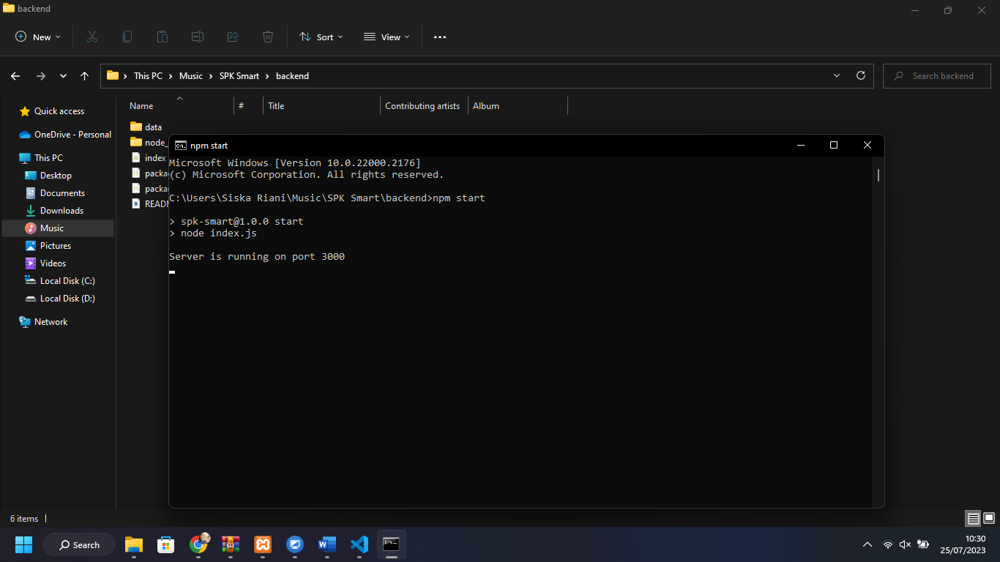 backend
New
Sort
View
This PC
Music
SPK Smart
backend
Search backend
Name
#
Title
Contributing artists
Album
Quick access
OneDrive - Personal
This PC
Desktop
Documents
Downloads
Music
Pictures
Videos
Local Disk (C:)
Local Disk (D:)
Network
data
node_
index
packa
packa
READM
npm start
Microsoft Windows [Version 10.0.22000.2176]
(c) Microsoft Corporation. All rights reserved.
C:\Users\Siska Riani\Music\SPK Smart\backend>npm start
> spk-smart@1.0.0 start
> node index.js
Server is running on port 3000
6 items
Search
10:30
25/07/2023